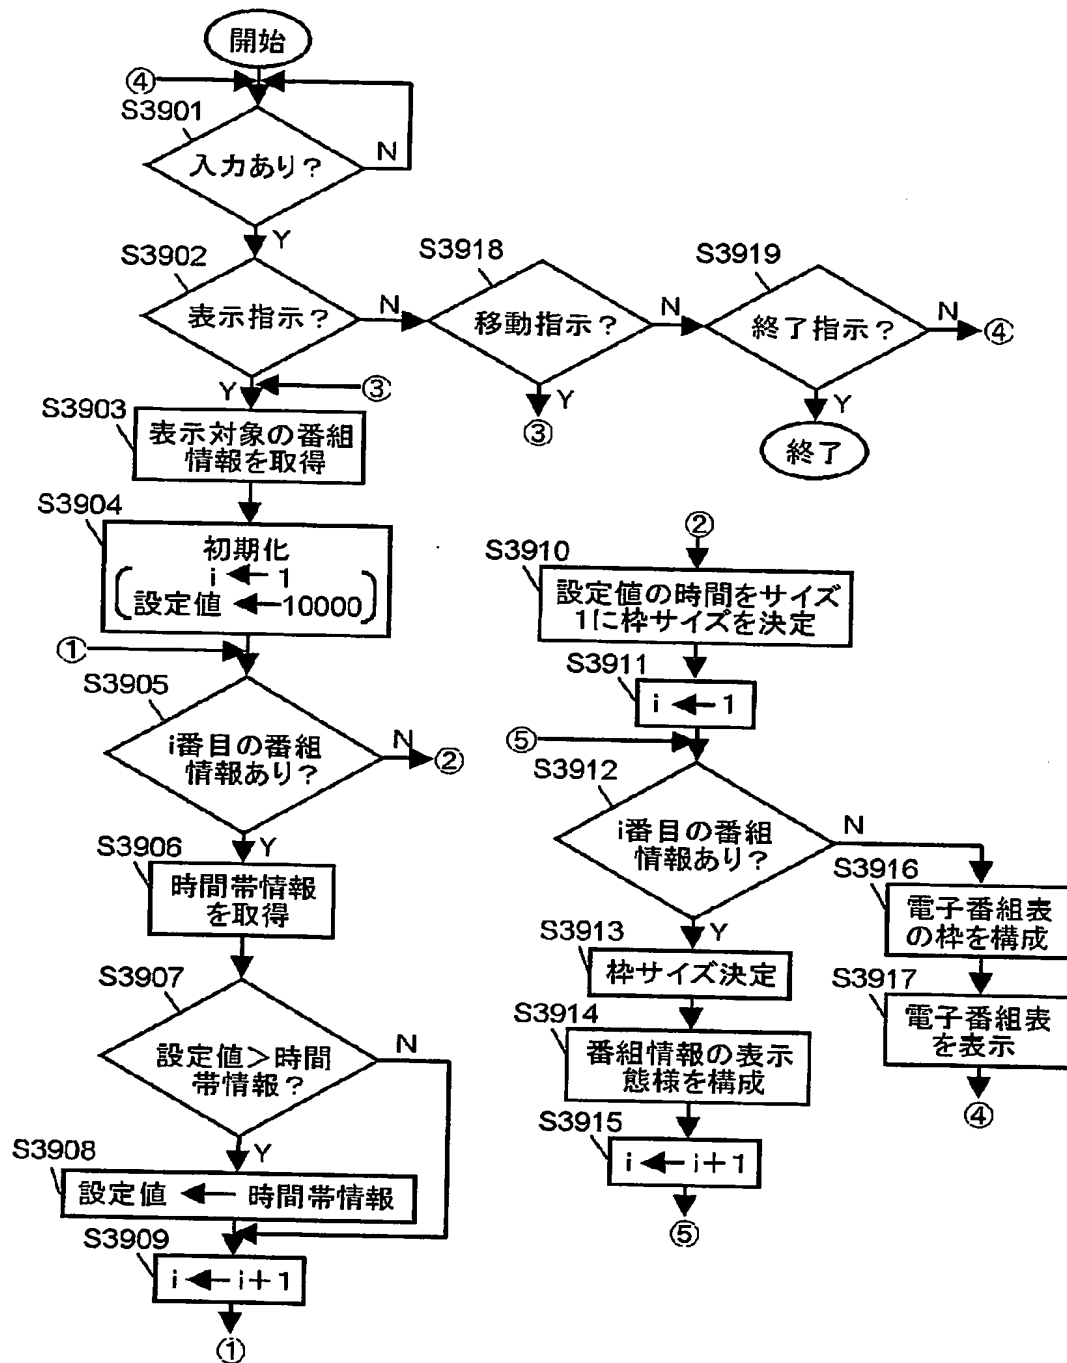 開始
④
S3901
入力あり?
N
Y
S3902
表示指示?
N
S3918
移動指示?
N
S3919
終了指示?
N
④
Y
③
Y
③
Y
終了
S3903
表示対象の番組
情報を取得
S3904
初期化
i ← 1
設定値 ← 10000
①
S3905
i番目の番組
情報あり?
N
②
Y
S3906
時間帯情報
を取得
S3907
設定値>時間
帯情報?
N
Y
S3908
設定値 ← 時間帯情報
S3909
i ← i+1
①
②
S3910
設定値の時間をサイズ
1に枠サイズを決定
S3911
i ← 1
⑤
S3912
i番目の番組
情報あり?
N
Y
S3913
枠サイズ決定
S3914
番組情報の表示
態様を構成
S3915
i ← i+1
⑤
S3916
電子番組表
の枠を構成
S3917
電子番組表
を表示
④